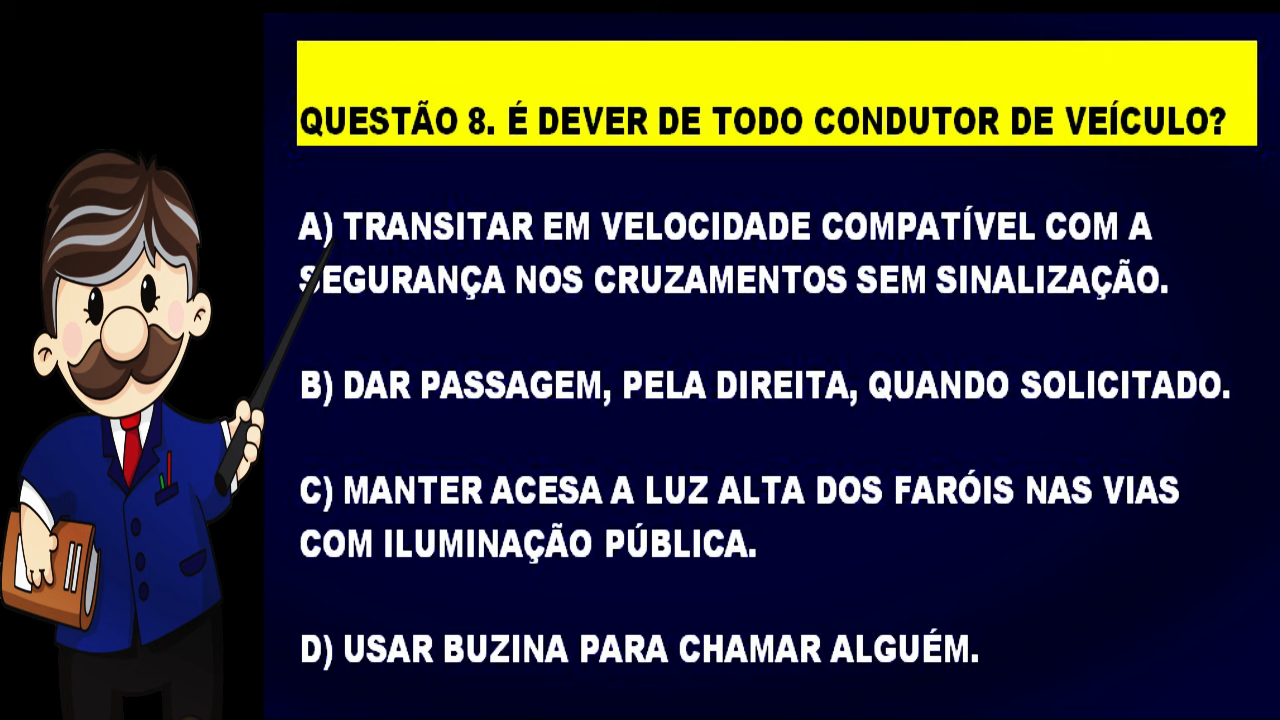 QUESTÃO 8. É DEVER DE TODO CONDUTOR DE VEÍCULO?
A) TRANSITAR EM VELOCIDADE COMPATÍVEL COM A
SEGURANÇA NOS CRUZAMENTOS SEM SINALIZAÇÃO.
B) DAR PASSAGEM, PELA DIREITA, QUANDO SOLICITADO.
C) MANTER ACESA A LUZ ALTA DOS FARÓIS NAS VIAS
COM ILUMINAÇÃO PÚBLICA.
D) USAR BUZINA PARA CHAMAR ALGUÉM.